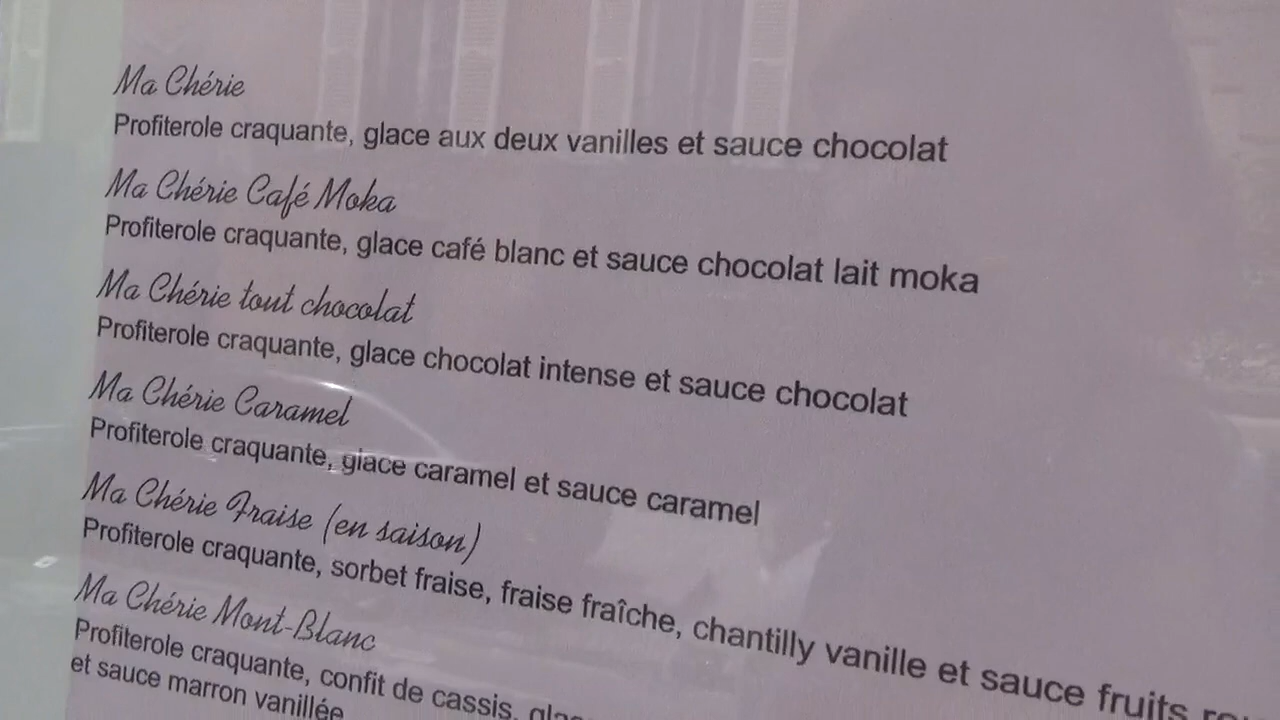 Ma Chérie
Profiterole craquante, glace aux deux vanilles et sauce chocolat
Ma Chérie Café Moka
Profiterole craquante, glace café blanc et sauce chocolat lait moka
Ma Chérie tout chocolat
Profiterole craquante, glace chocolat intense et sauce chocolat
Ma Chérie Caramel
Profiterole craquante, glace caramel et sauce caramel
Ma Chérie Fraise (en saison)
Profiterole craquante, sorbet fraise, fraise fraîche, chantilly vanille et sauce fruits
Ma Chérie Mont-Blanc
Profiterole craquante, confit de cassis,
et sauce marron vanillée